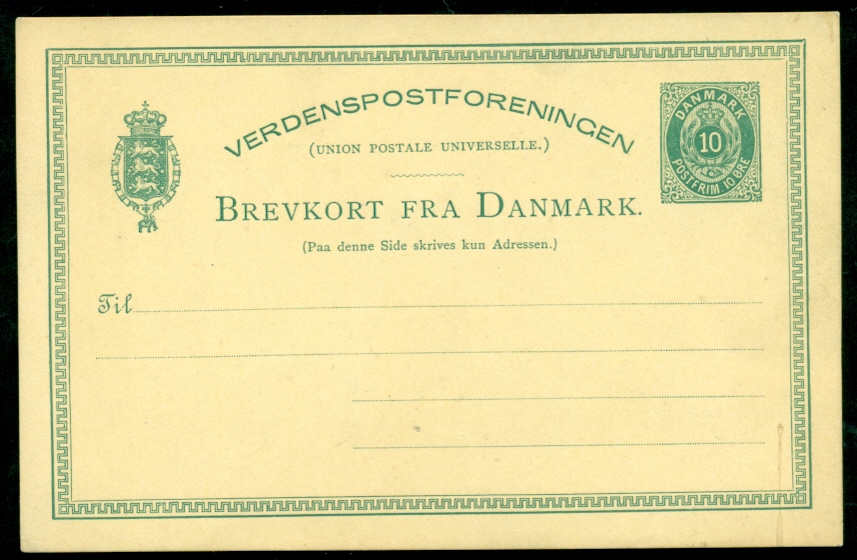 VERDENSPOSTFORENINGEN
(UNION POSTALE UNIVERSELLE.)
BREVKORT FRA DANMARK.
(Paa denne Side skrives kun Adressen.)
DANMARK
10
POSTFRIM. 10 ØRE
Til